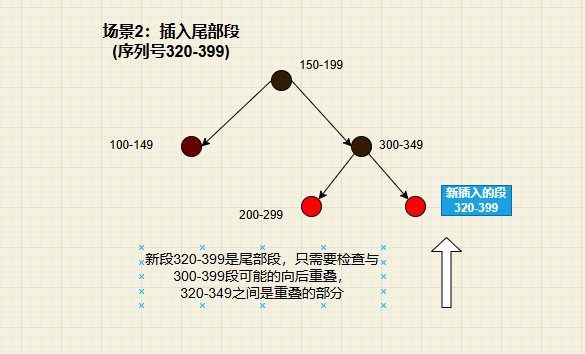 场景2：插入尾部段
(序列号320-399)
150-199
100-149
300-349
200-299
新插入的段
320-399
新段320-399是尾部段，只需要检查与
300-399段可能的向后重叠，
320-349之间是重叠的部分